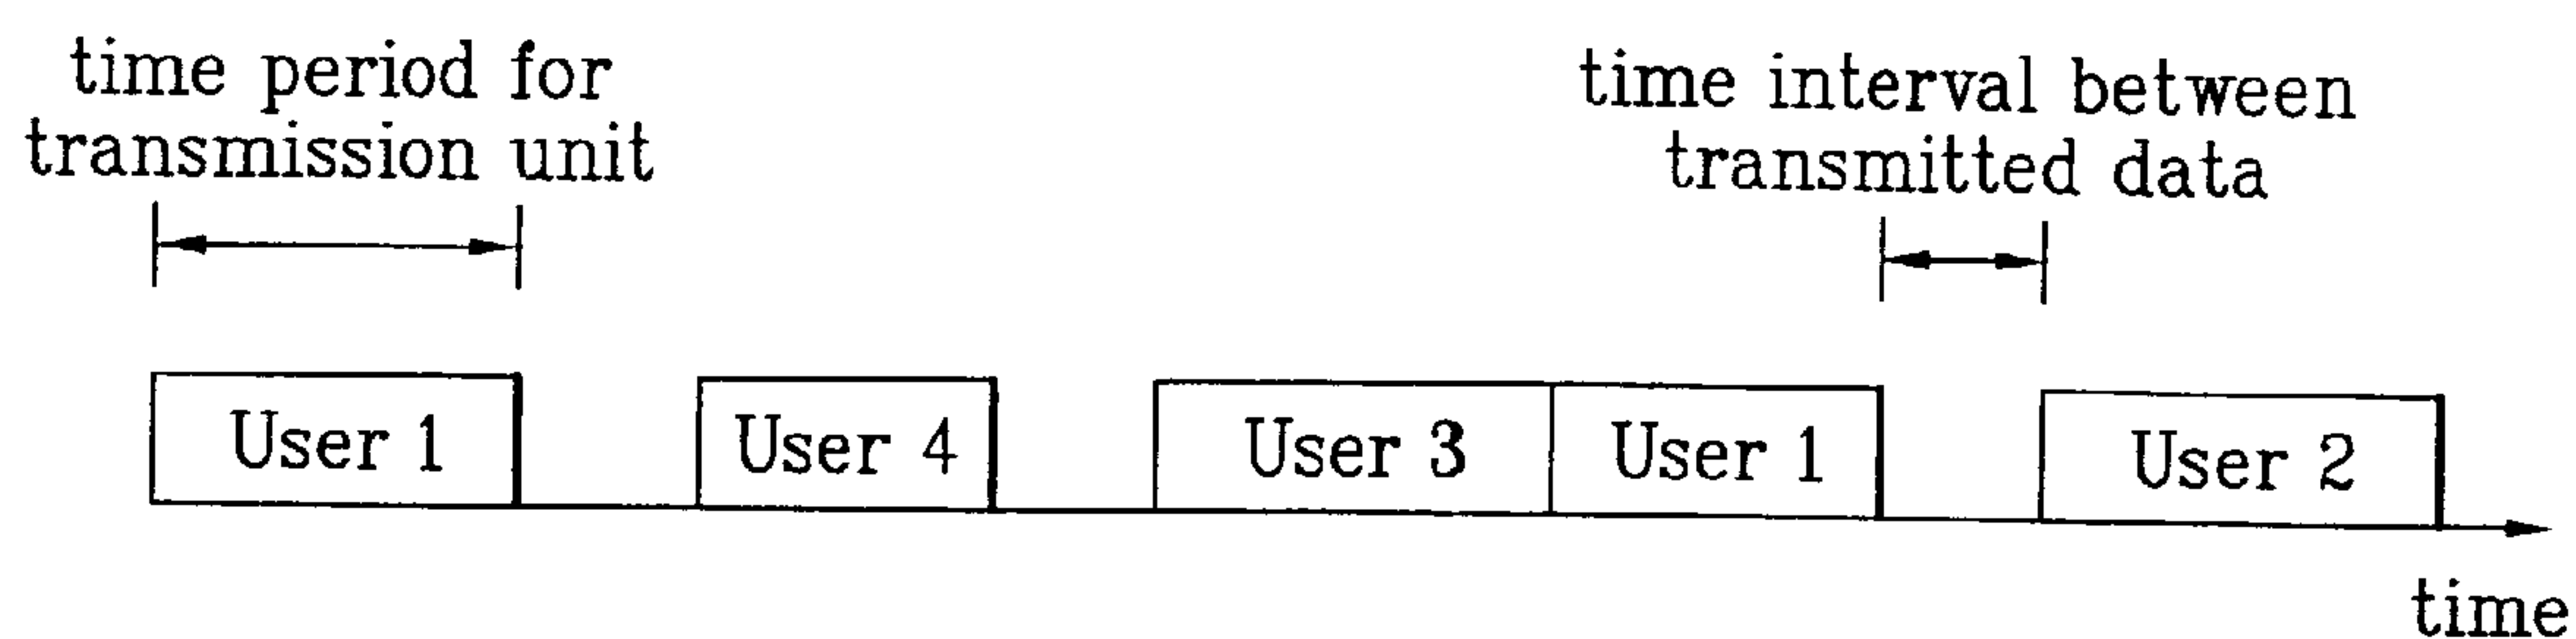 time period for
transmission unit
time interval between
transmitted data
User 1
User 4
User 3
User 1
User 2
time